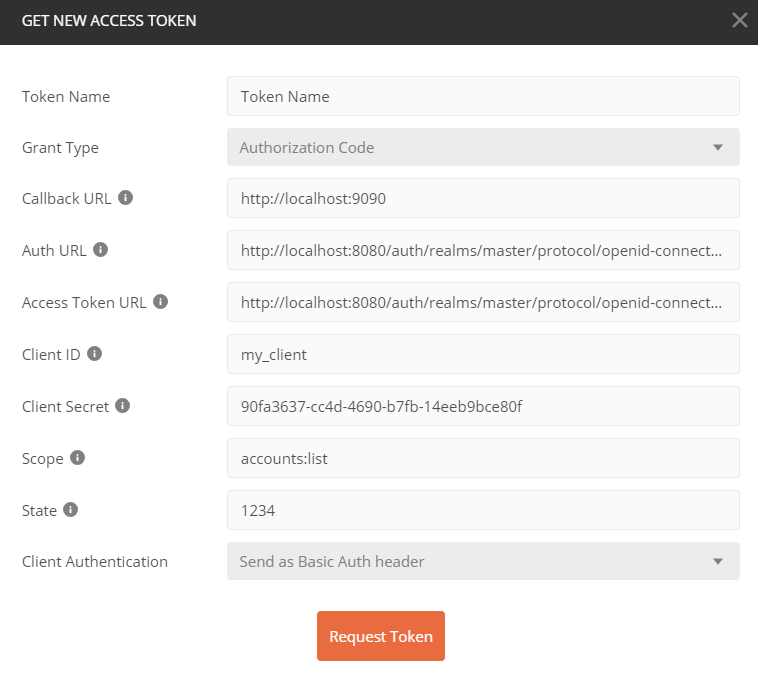 GET NEW ACCESS TOKEN
Token Name Token Name
Grant Type Authorization Code
Callback URL http://localhost:9090
Auth URL http://localhost:8080/auth/realms/master/protocol/openid-connect...
Access Token URL http://localhost:8080/auth/realms/master/protocol/openid-connect...
Client ID my_client
Client Secret 90fa3637-cc4d-4690-b7fb-14eeb9bce80f
Scope accounts:list
State 1234
Client Authentication Send as Basic Auth header
Request Token